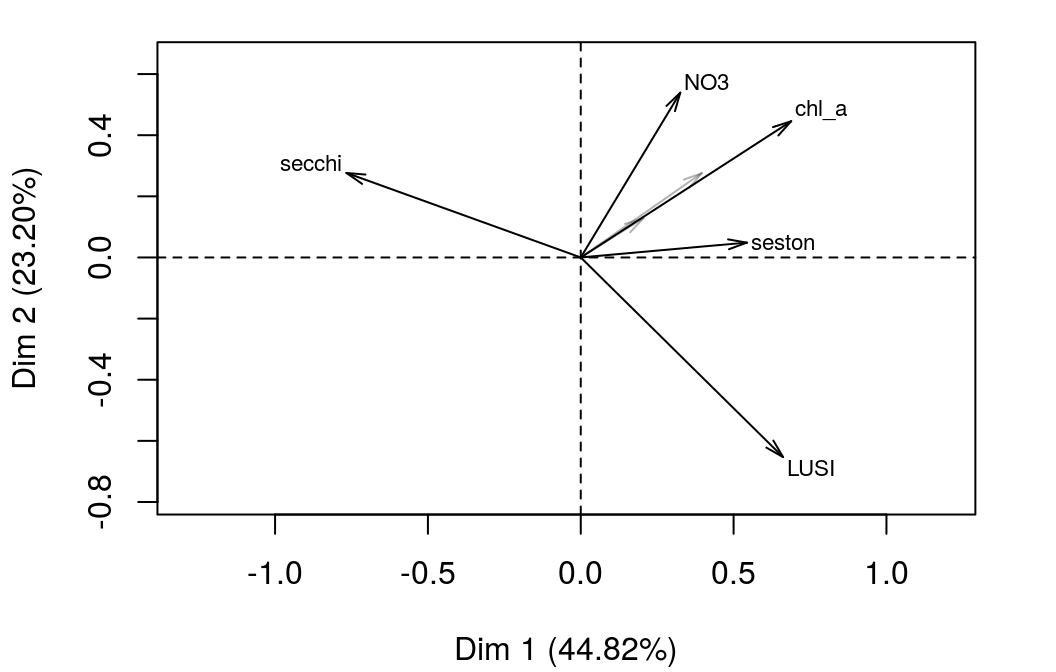 NO3
chl_a
secchi
seston
LUSI
0.4
0.0
-0.4
-0.8
Dim 2 (23.20%)
-1.0 -0.5 0.0 0.5 1.0
Dim 1 (44.82%)